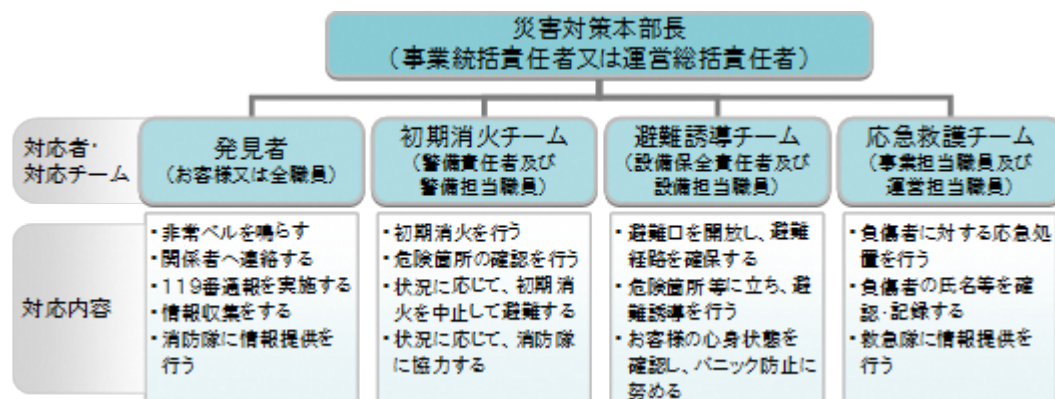 災害対策本部長
（事業統括責任者又は運営総括責任者）
対応者・
対応チーム
発見者
（お客様又は全職員）
初期消火チーム
（警備責任者及び
警備担当職員）
避難誘導チーム
（設備保全責任者及び
設備担当職員）
応急救護チーム
（事業担当職員及び
運営担当職員）
対応内容
・非常ベルを鳴らす
・関係者へ連絡する
・119番通報を実施する
・情報収集をする
・消防隊に情報提供を
行う
・初期消火を行う
・危険箇所の確認を行う
・状況に応じて、初期消
火を中止して避難する
・状況に応じて、消防隊
に協力する
・避難口を開放し、避難
経路を確保する
・危険箇所等に立ち、避
難誘導を行う
・お客様の心身状態を
確認し、パニック防止に
努める
・負傷者に対する応急処
置を行う
・負傷者の氏名等を確
認・記録する
・救急隊に情報提供を
行う